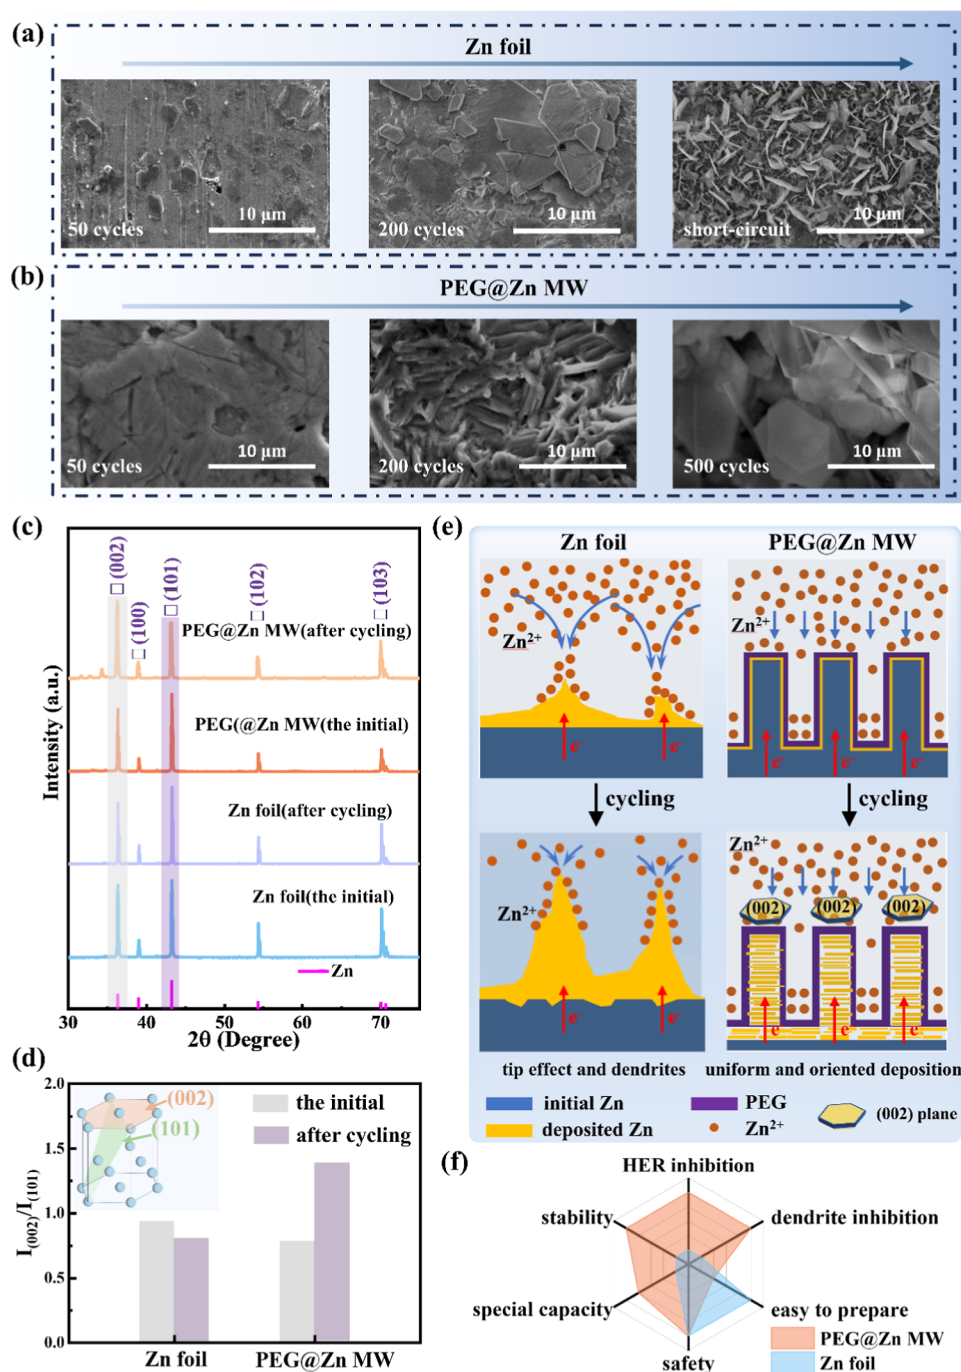 (a)
Zn foil
50 cycles
10 μm
200 cycles
10 μm
short-circuit
10 μm
(b)
PEG@Zn MW
50 cycles
10 μm
200 cycles
10 μm
500 cycles
10 μm
(c)
□(002)
□(100)
□(101)
□(102)
□(103)
PEG@Zn MW(after cycling)
PEG(@Zn MW(the initial)
Zn foil(after cycling)
Zn foil(the initial)
Zn
Intensity (a.u.)
30 40 50 60 70
2θ (Degree)
(d)
2.0
1.5
1.0
0.5
0.0
I(002)/I(101)
(002)
(101)
the initial
after cycling
Zn foil
PEG@Zn MW
(e)
Zn foil
PEG@Zn MW
Zn²⁺
e⁻
e⁻
Zn²⁺
e⁻
e⁻
e⁻
cycling
cycling
Zn²⁺
e⁻
e⁻
Zn²⁺
(002)
(002)
(002)
e⁻
e⁻
e⁻
tip effect and dendrites
uniform and oriented deposition
initial Zn
PEG
(002) plane
deposited Zn
Zn²⁺
(f)
HER inhibition
stability
dendrite inhibition
special capacity
easy to prepare
safety
PEG@Zn MW
Zn foil